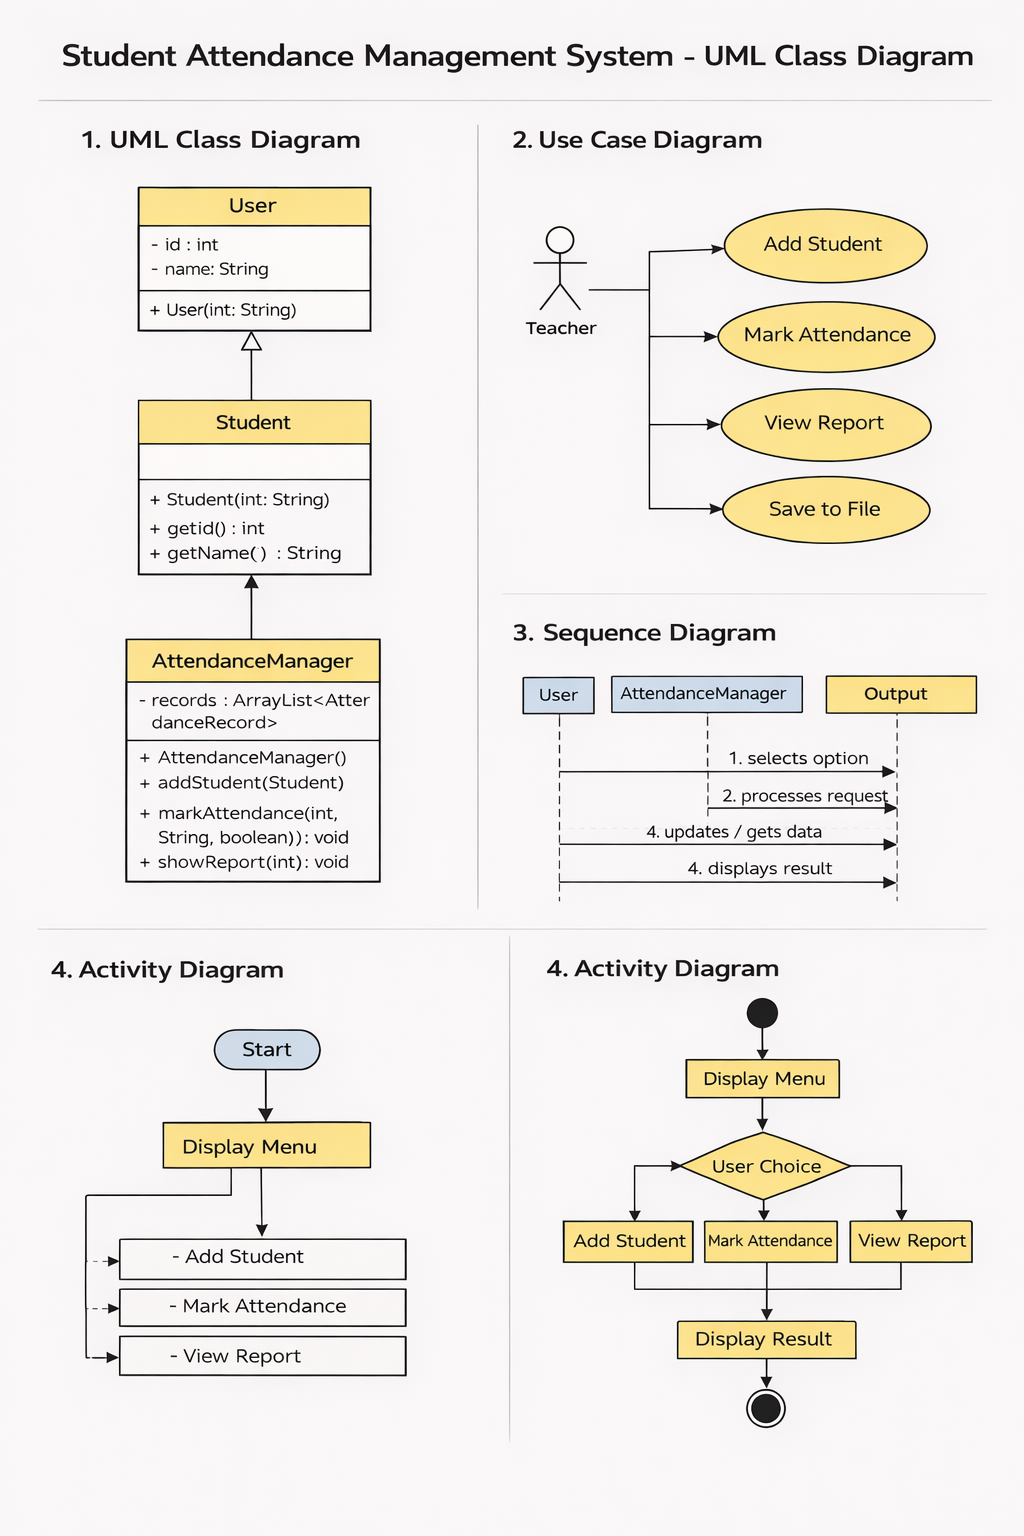 Student Attendance Management System - UML Class Diagram
1. UML Class Diagram
User
- id : int
- name: String
+ User(int: String)
Student
+ Student(int: String)
+ getid() : int
+ getName( ) : String
AttendanceManager
- records : ArrayList<Atter
danceRecord>
+ AttendanceManager()
+ addStudent(Student)
+ markAttendance(int,
String, boolean)) : void
+ showReport(int) : void
2. Use Case Diagram
Teacher
Add Student
Mark Attendance
View Report
Save to File
3. Sequence Diagram
User
AttendanceManager
Output
1. selects option
2. processes request
4. updates / gets data
4. displays result
4. Activity Diagram
Start
Display Menu
- Add Student
- Mark Attendance
- View Report
4. Activity Diagram
Display Menu
User Choice
Add Student
Mark Attendance
View Report
Display Result